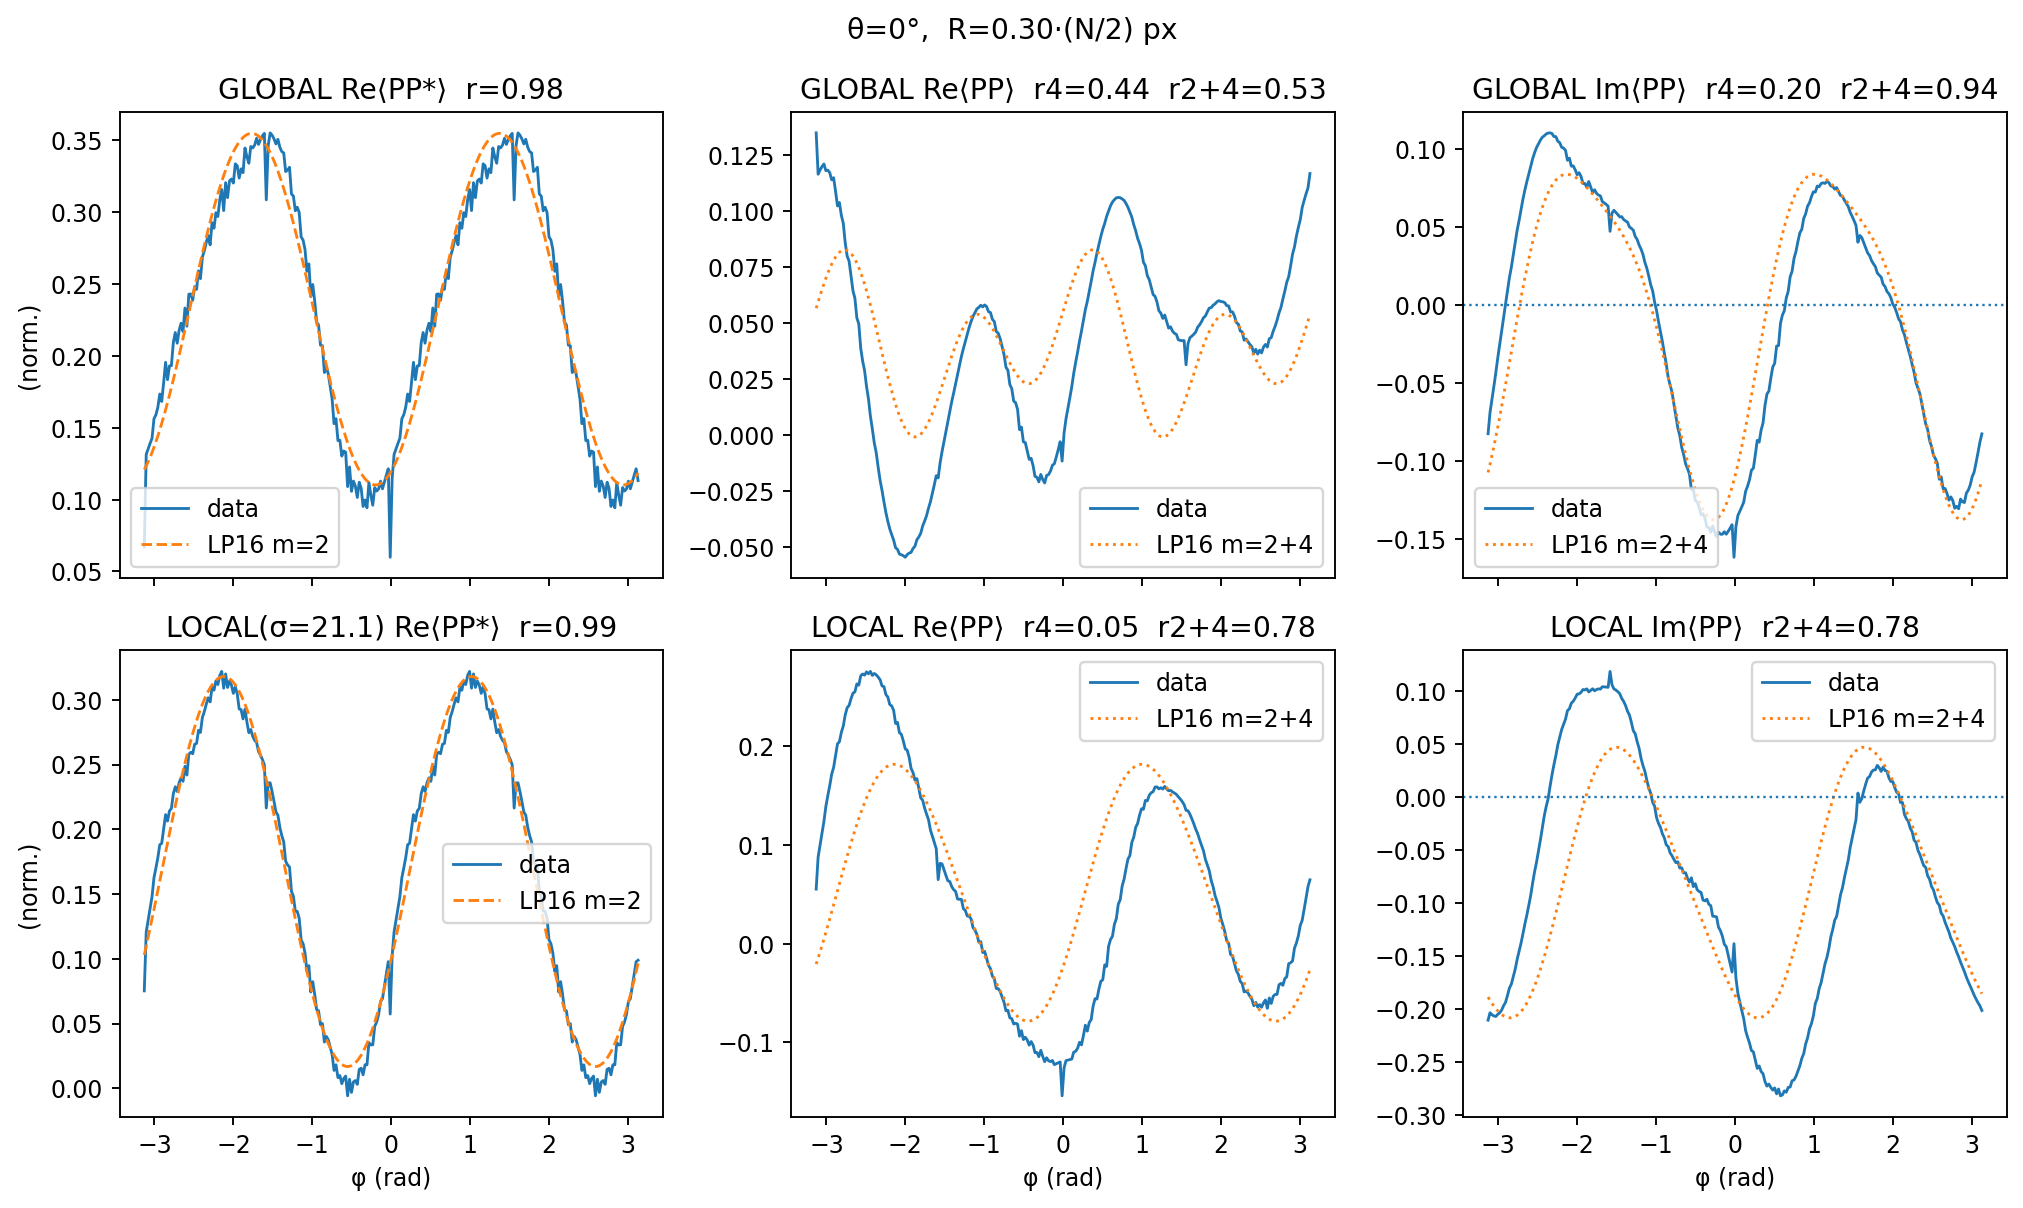 θ=0°,  R=0.30·(N/2) px
GLOBAL Re⟨PP*⟩  r=0.98
0.35
0.30
0.25
0.20
0.15
0.10
0.05
(norm.)
data
LP16 m=2
GLOBAL Re⟨PP⟩  r4=0.44  r2+4=0.53
0.125
0.100
0.075
0.050
0.025
0.000
−0.025
−0.050
data
LP16 m=2+4
GLOBAL Im⟨PP⟩  r4=0.20  r2+4=0.94
0.10
0.05
0.00
−0.05
−0.10
−0.15
data
LP16 m=2+4
LOCAL(σ=21.1) Re⟨PP*⟩  r=0.99
0.30
0.25
0.20
0.15
0.10
0.05
0.00
(norm.)
data
LP16 m=2
−3 −2 −1 0 1 2 3
φ (rad)
LOCAL Re⟨PP⟩  r4=0.05  r2+4=0.78
0.2
0.1
0.0
−0.1
data
LP16 m=2+4
−3 −2 −1 0 1 2 3
φ (rad)
LOCAL Im⟨PP⟩  r2+4=0.78
0.10
0.05
0.00
−0.05
−0.10
−0.15
−0.20
−0.25
−0.30
data
LP16 m=2+4
−3 −2 −1 0 1 2 3
φ (rad)